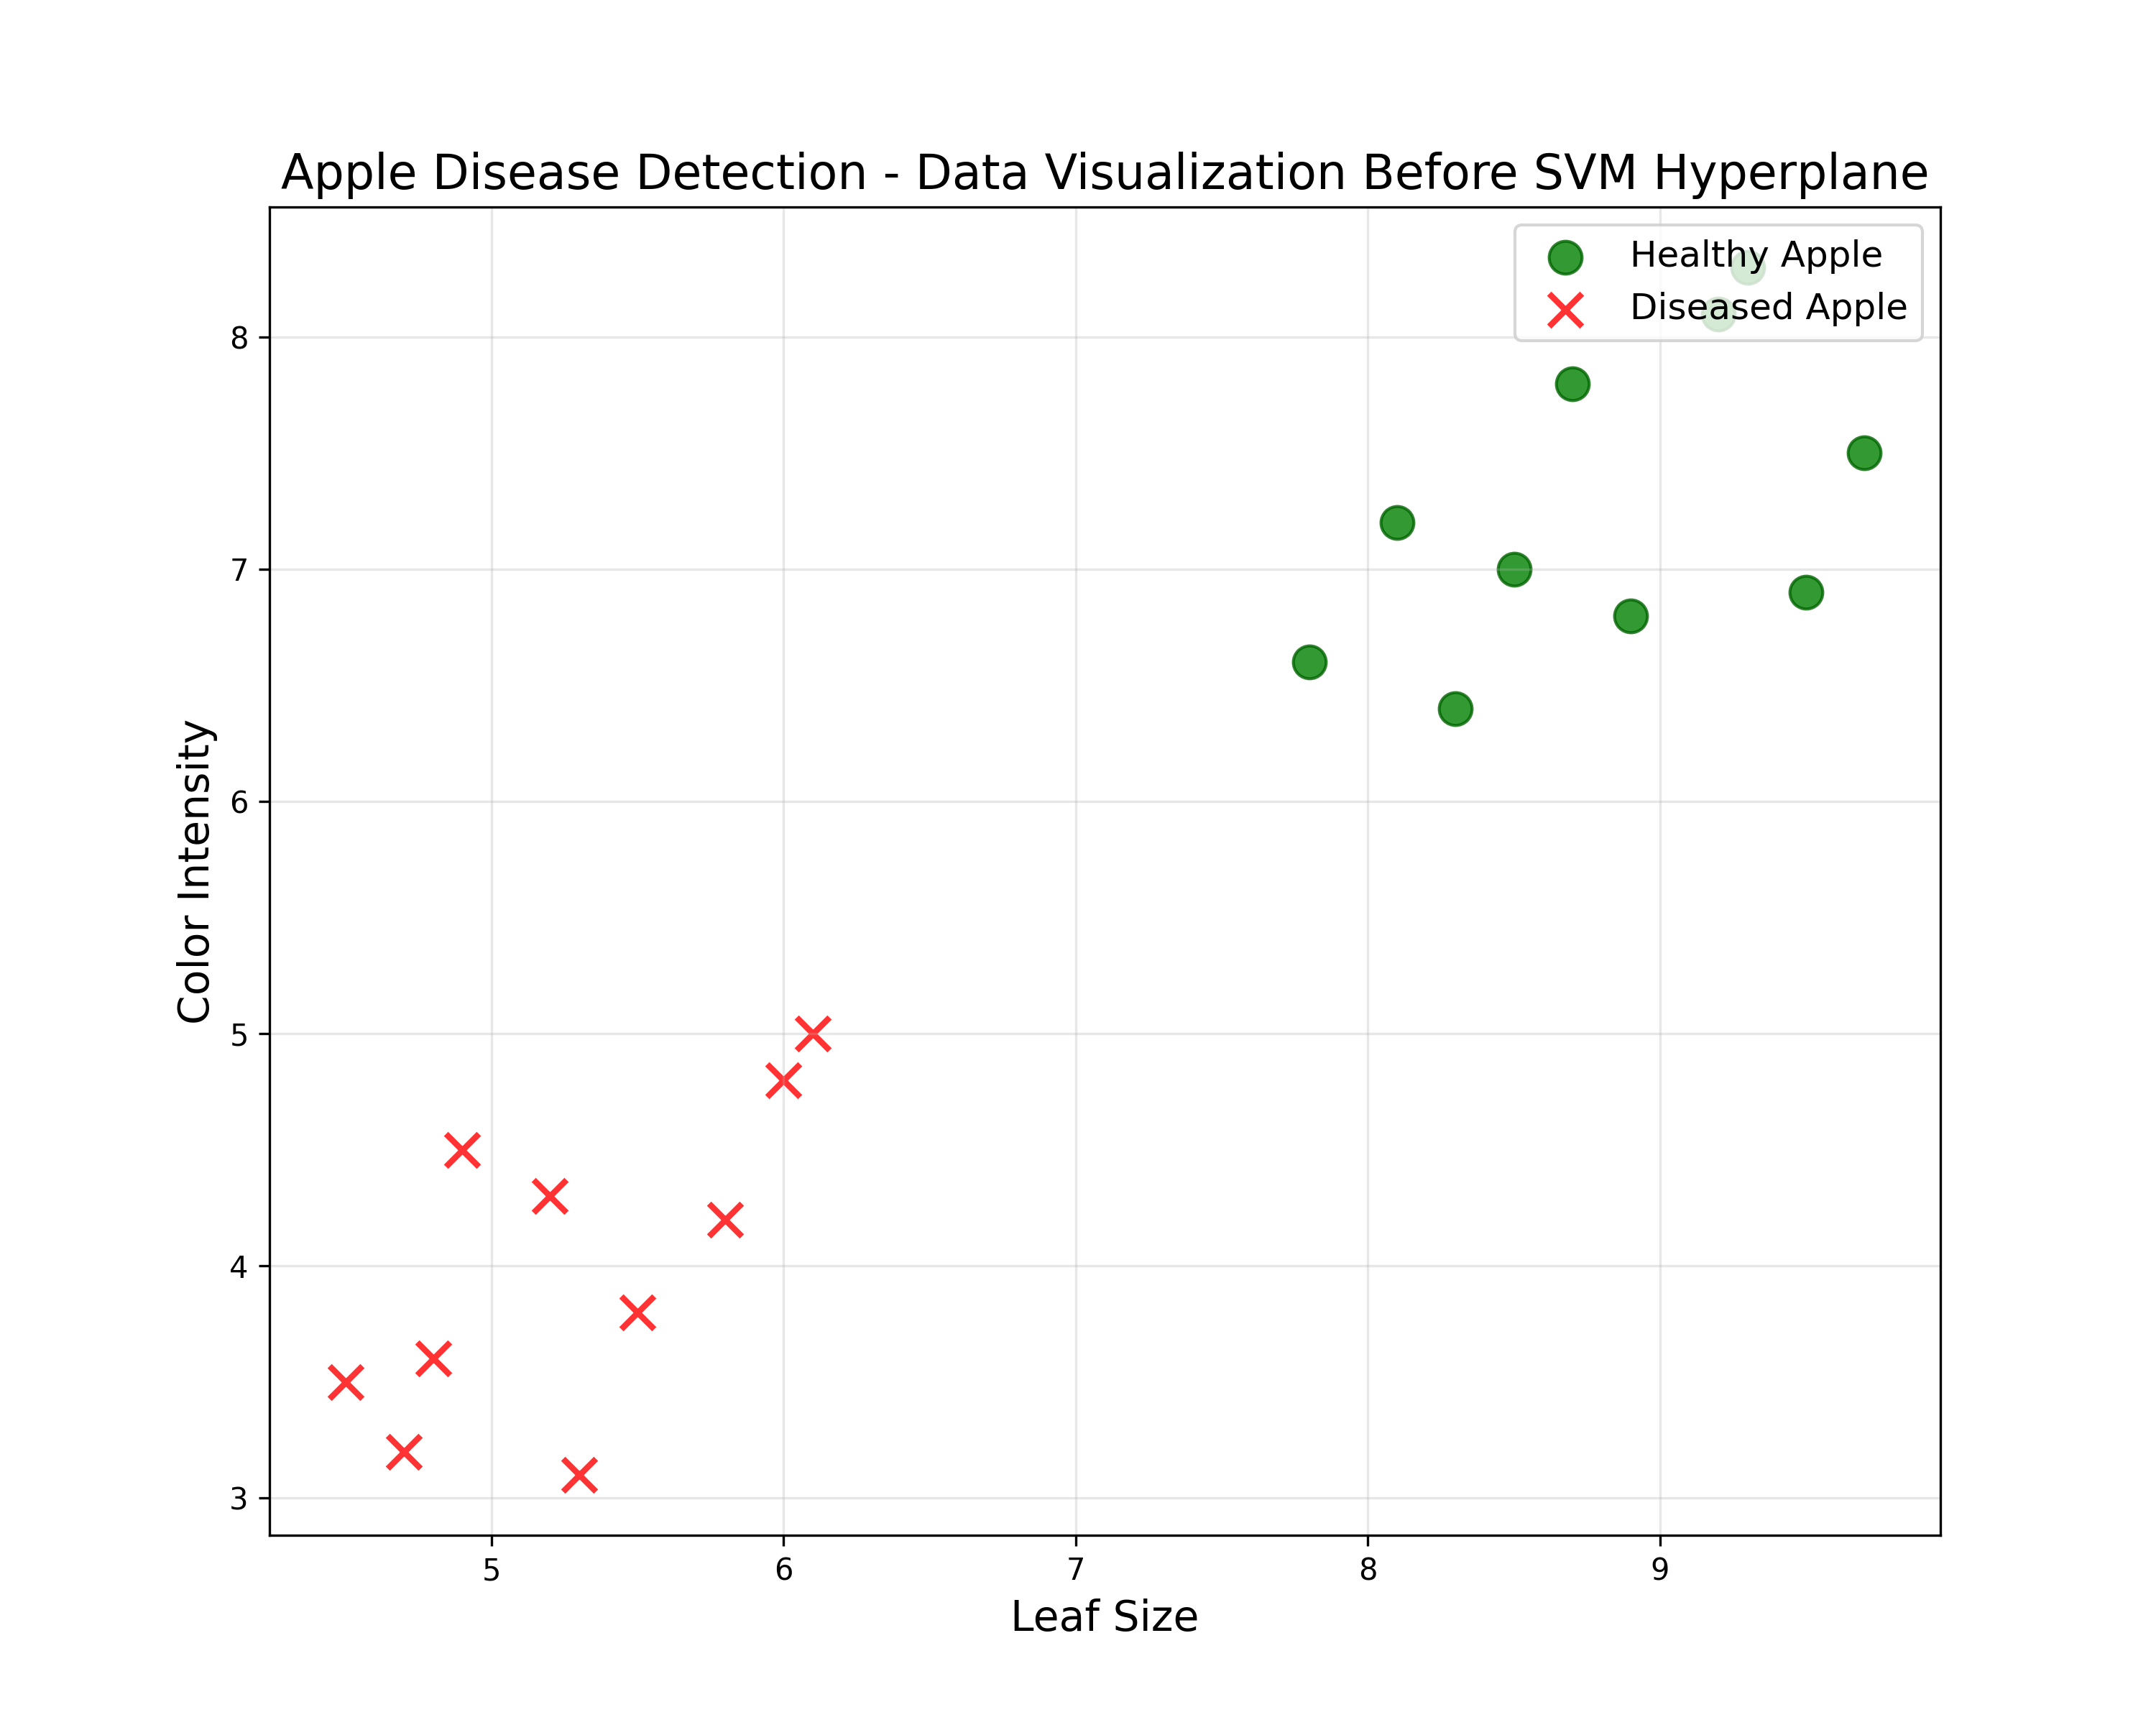 Apple Disease Detection - Data Visualization Before SVM Hyperplane
Healthy Apple
Diseased Apple
8
7
6
5
4
3
Color Intensity
5 6 7 8 9
Leaf Size